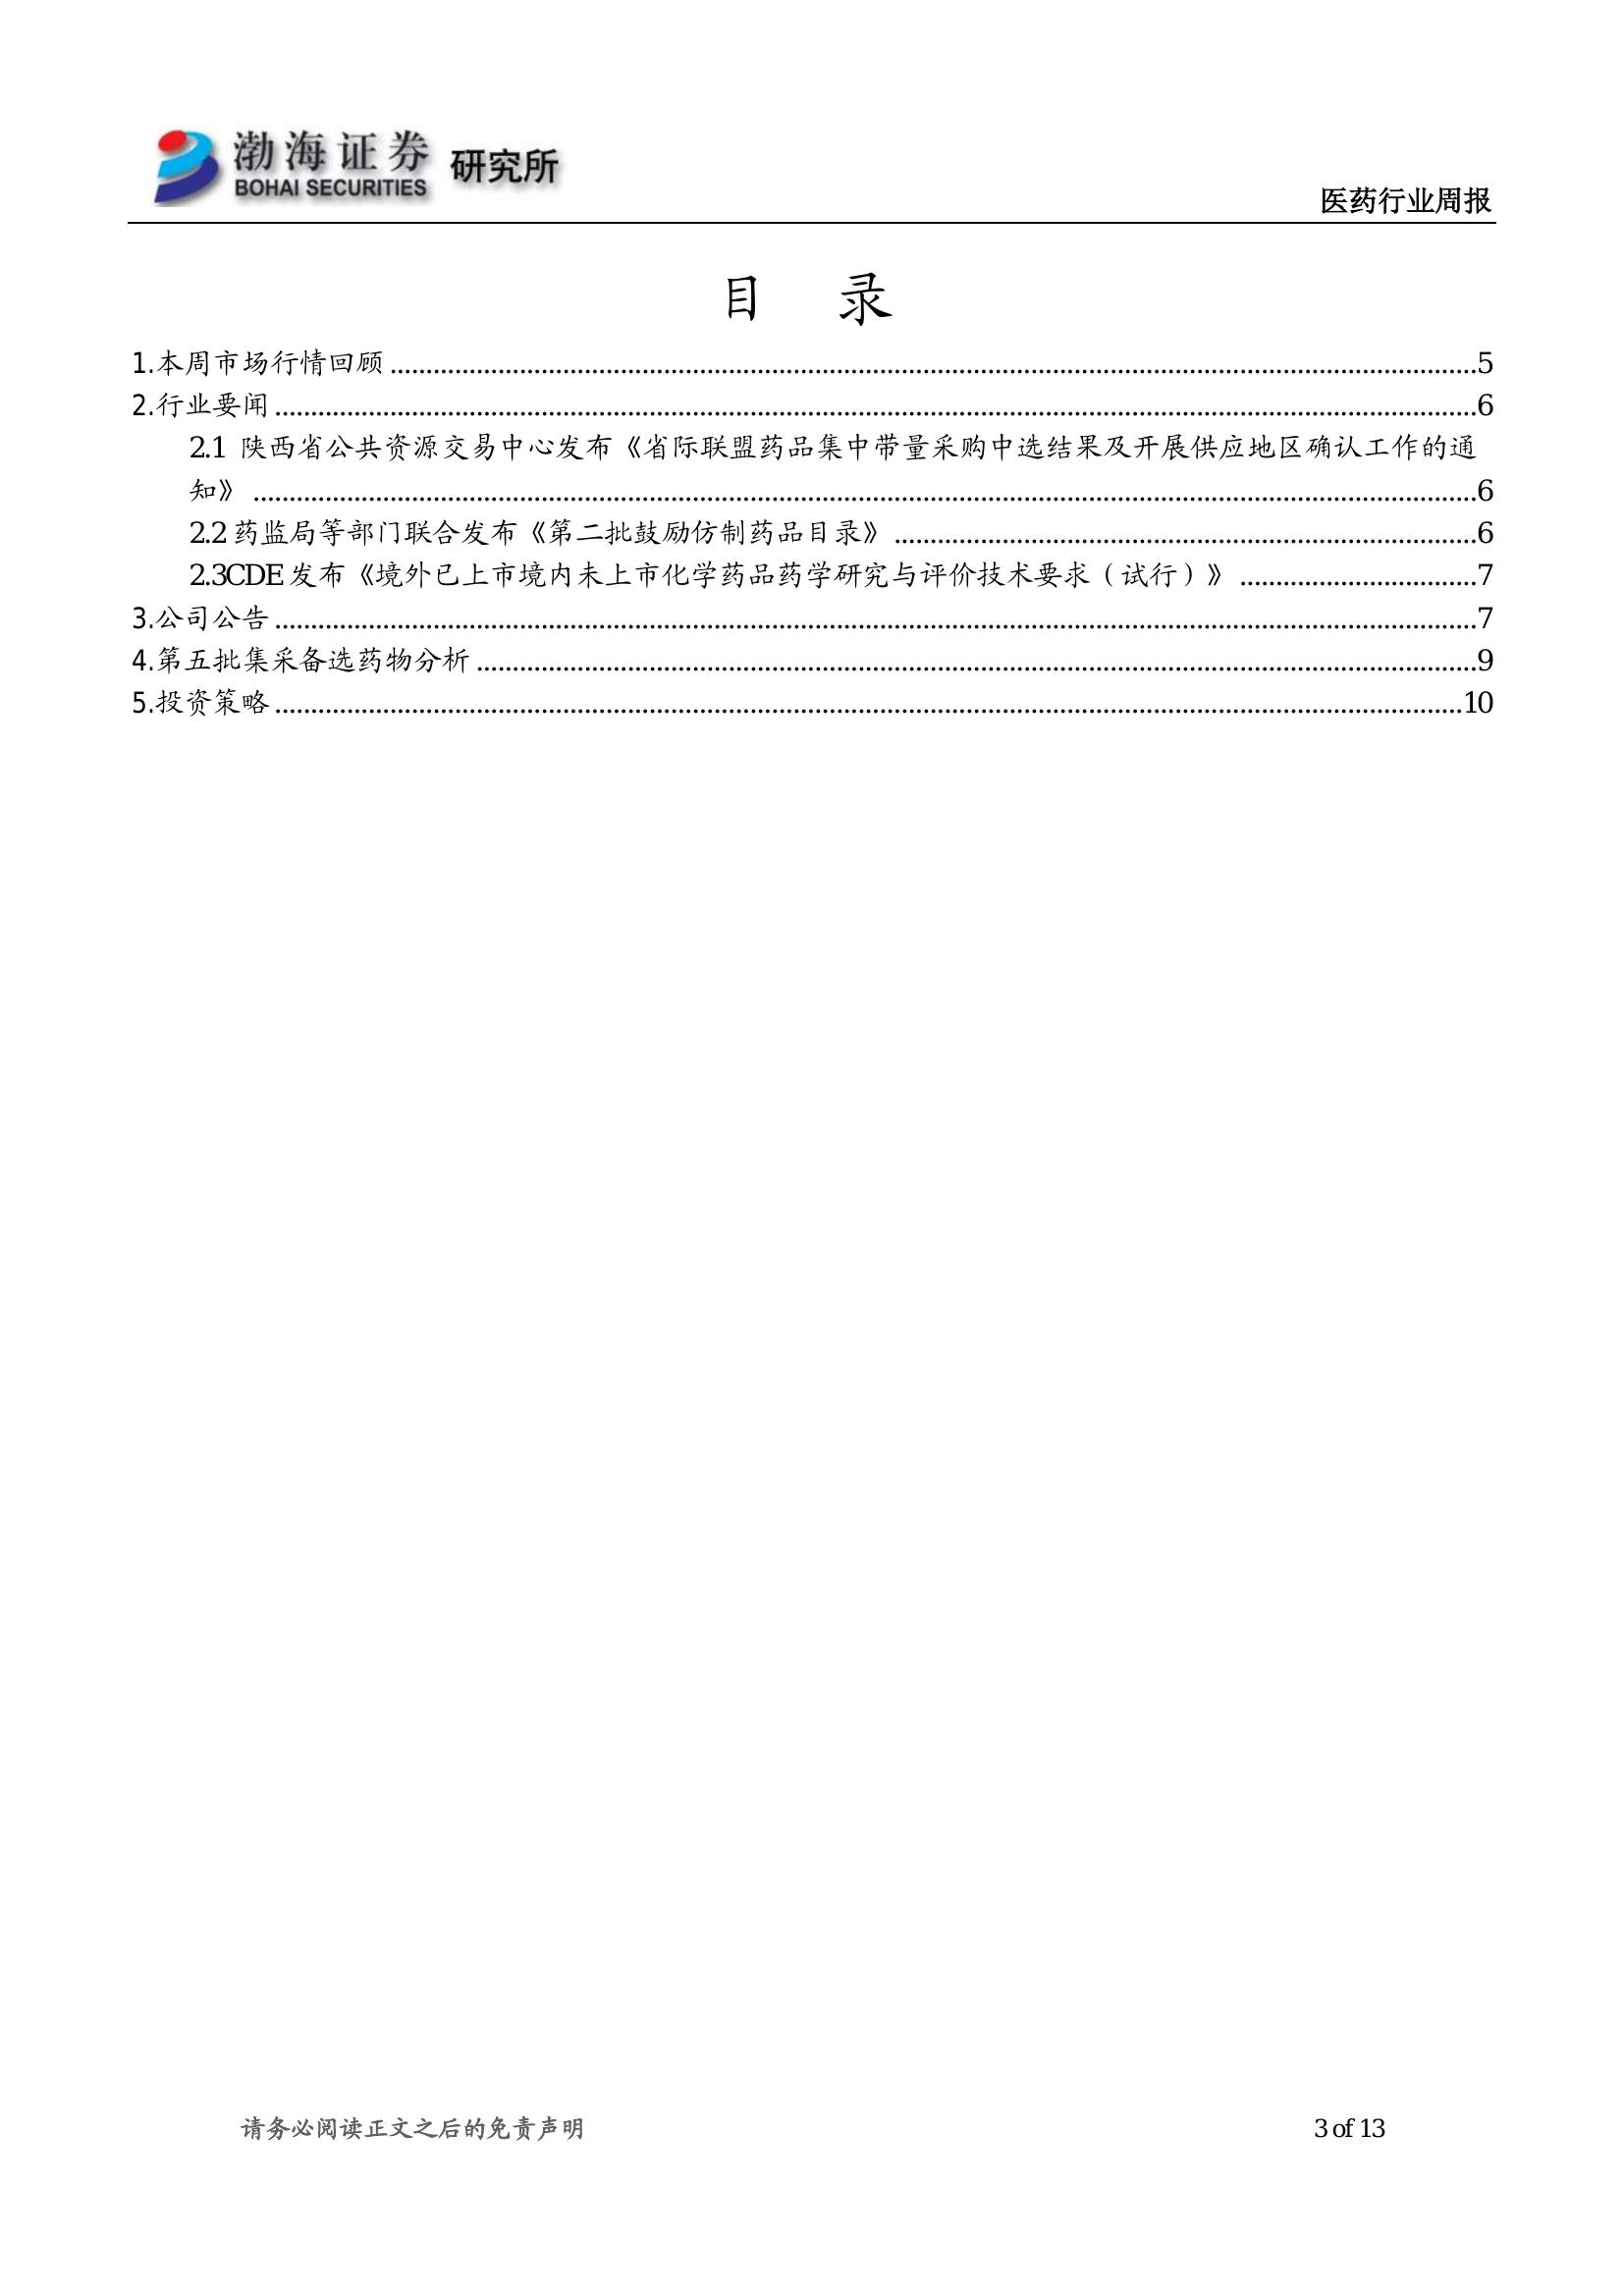 渤海证券 研究所
BOHAI SECURITIES
医药行业周报
目 录
1.本周市场行情回顾................................................................5
2.行业要闻................................................................6
2.1 陕西省公共资源交易中心发布《省际联盟药品集中带量采购中选结果及开展供应地区确认工作的通
知》................................................................6
2.2 药监局等部门联合发布《第二批鼓励仿制药品目录》................................................................6
2.3CDE 发布《境外已上市境内未上市化学药品药学研究与评价技术要求（试行）》................................7
3.公司公告................................................................7
4.第五批集采备选药物分析................................................................9
5.投资策略................................................................10
请务必阅读正文之后的免责声明 3 of 13